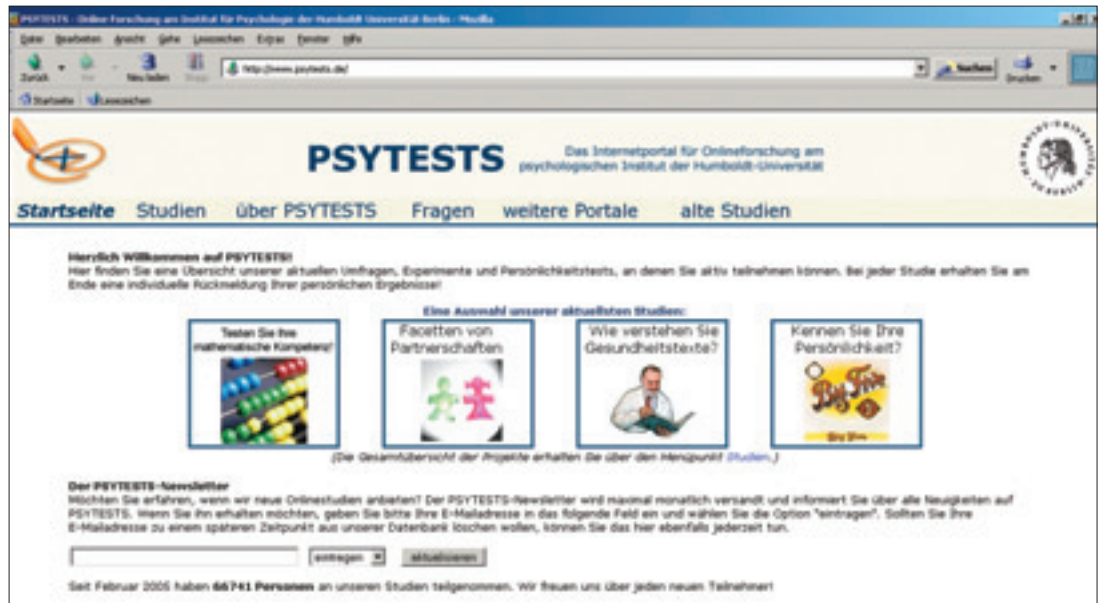 PSYTESTS - Online Forschung am Institut für Psychologie der Humboldt Universität Berlin - Mozilla
Datei Bearbeiten Ansicht Gehe Lesezeichen Extras Fenster Hilfe
Zurück Neu laden Stopp http://www.psytests.de/ Suchen Drucken
Startseite Lesezeichen
PSYTESTS
Das Internetportal für Onlineforschung am
psychologischen Institut der Humboldt-Universität
Startseite Studien über PSYTESTS Fragen weitere Portale alte Studien
Herzlich Willkommen auf PSYTESTS!
Hier finden Sie eine Übersicht unserer aktuellen Umfragen, Experimente und Persönlichkeitstests, an denen Sie aktiv teilnehmen können. Bei jeder Studie erhalten Sie am
Ende eine individuelle Rückmeldung Ihrer persönlichen Ergebnisse!
Eine Auswahl unserer aktuellsten Studien:
Testen Sie Ihre
mathematische Kompetenz!
Facetten von
Partnerschaften
Wie verstehen Sie
Gesundheitstexte?
Kennen Sie Ihre
Persönlichkeit?
(Die Gesamtübersicht der Projekte erhalten Sie über den Menüpunkt Studien.)
Der PSYTESTS-Newsletter
Möchten Sie erfahren, wenn wir neue Onlinestudien anbieten? Der PSYTESTS-Newsletter wird maximal monatlich versandt und informiert Sie über alle Neuigkeiten auf
PSYTESTS. Wenn Sie ihn erhalten möchten, geben Sie bitte Ihre E-Mailadresse in das folgende Feld ein und wählen Sie die Option "eintragen". Sollten Sie Ihre
E-Mailadresse zu einem späteren Zeitpunkt aus unserer Datenbank löschen wollen, können Sie das hier ebenfalls jederzeit tun.
eintragen aktualisieren
Seit Februar 2005 haben 66741 Personen an unseren Studien teilgenommen. Wir freuen uns über jeden neuen Teilnehmer!